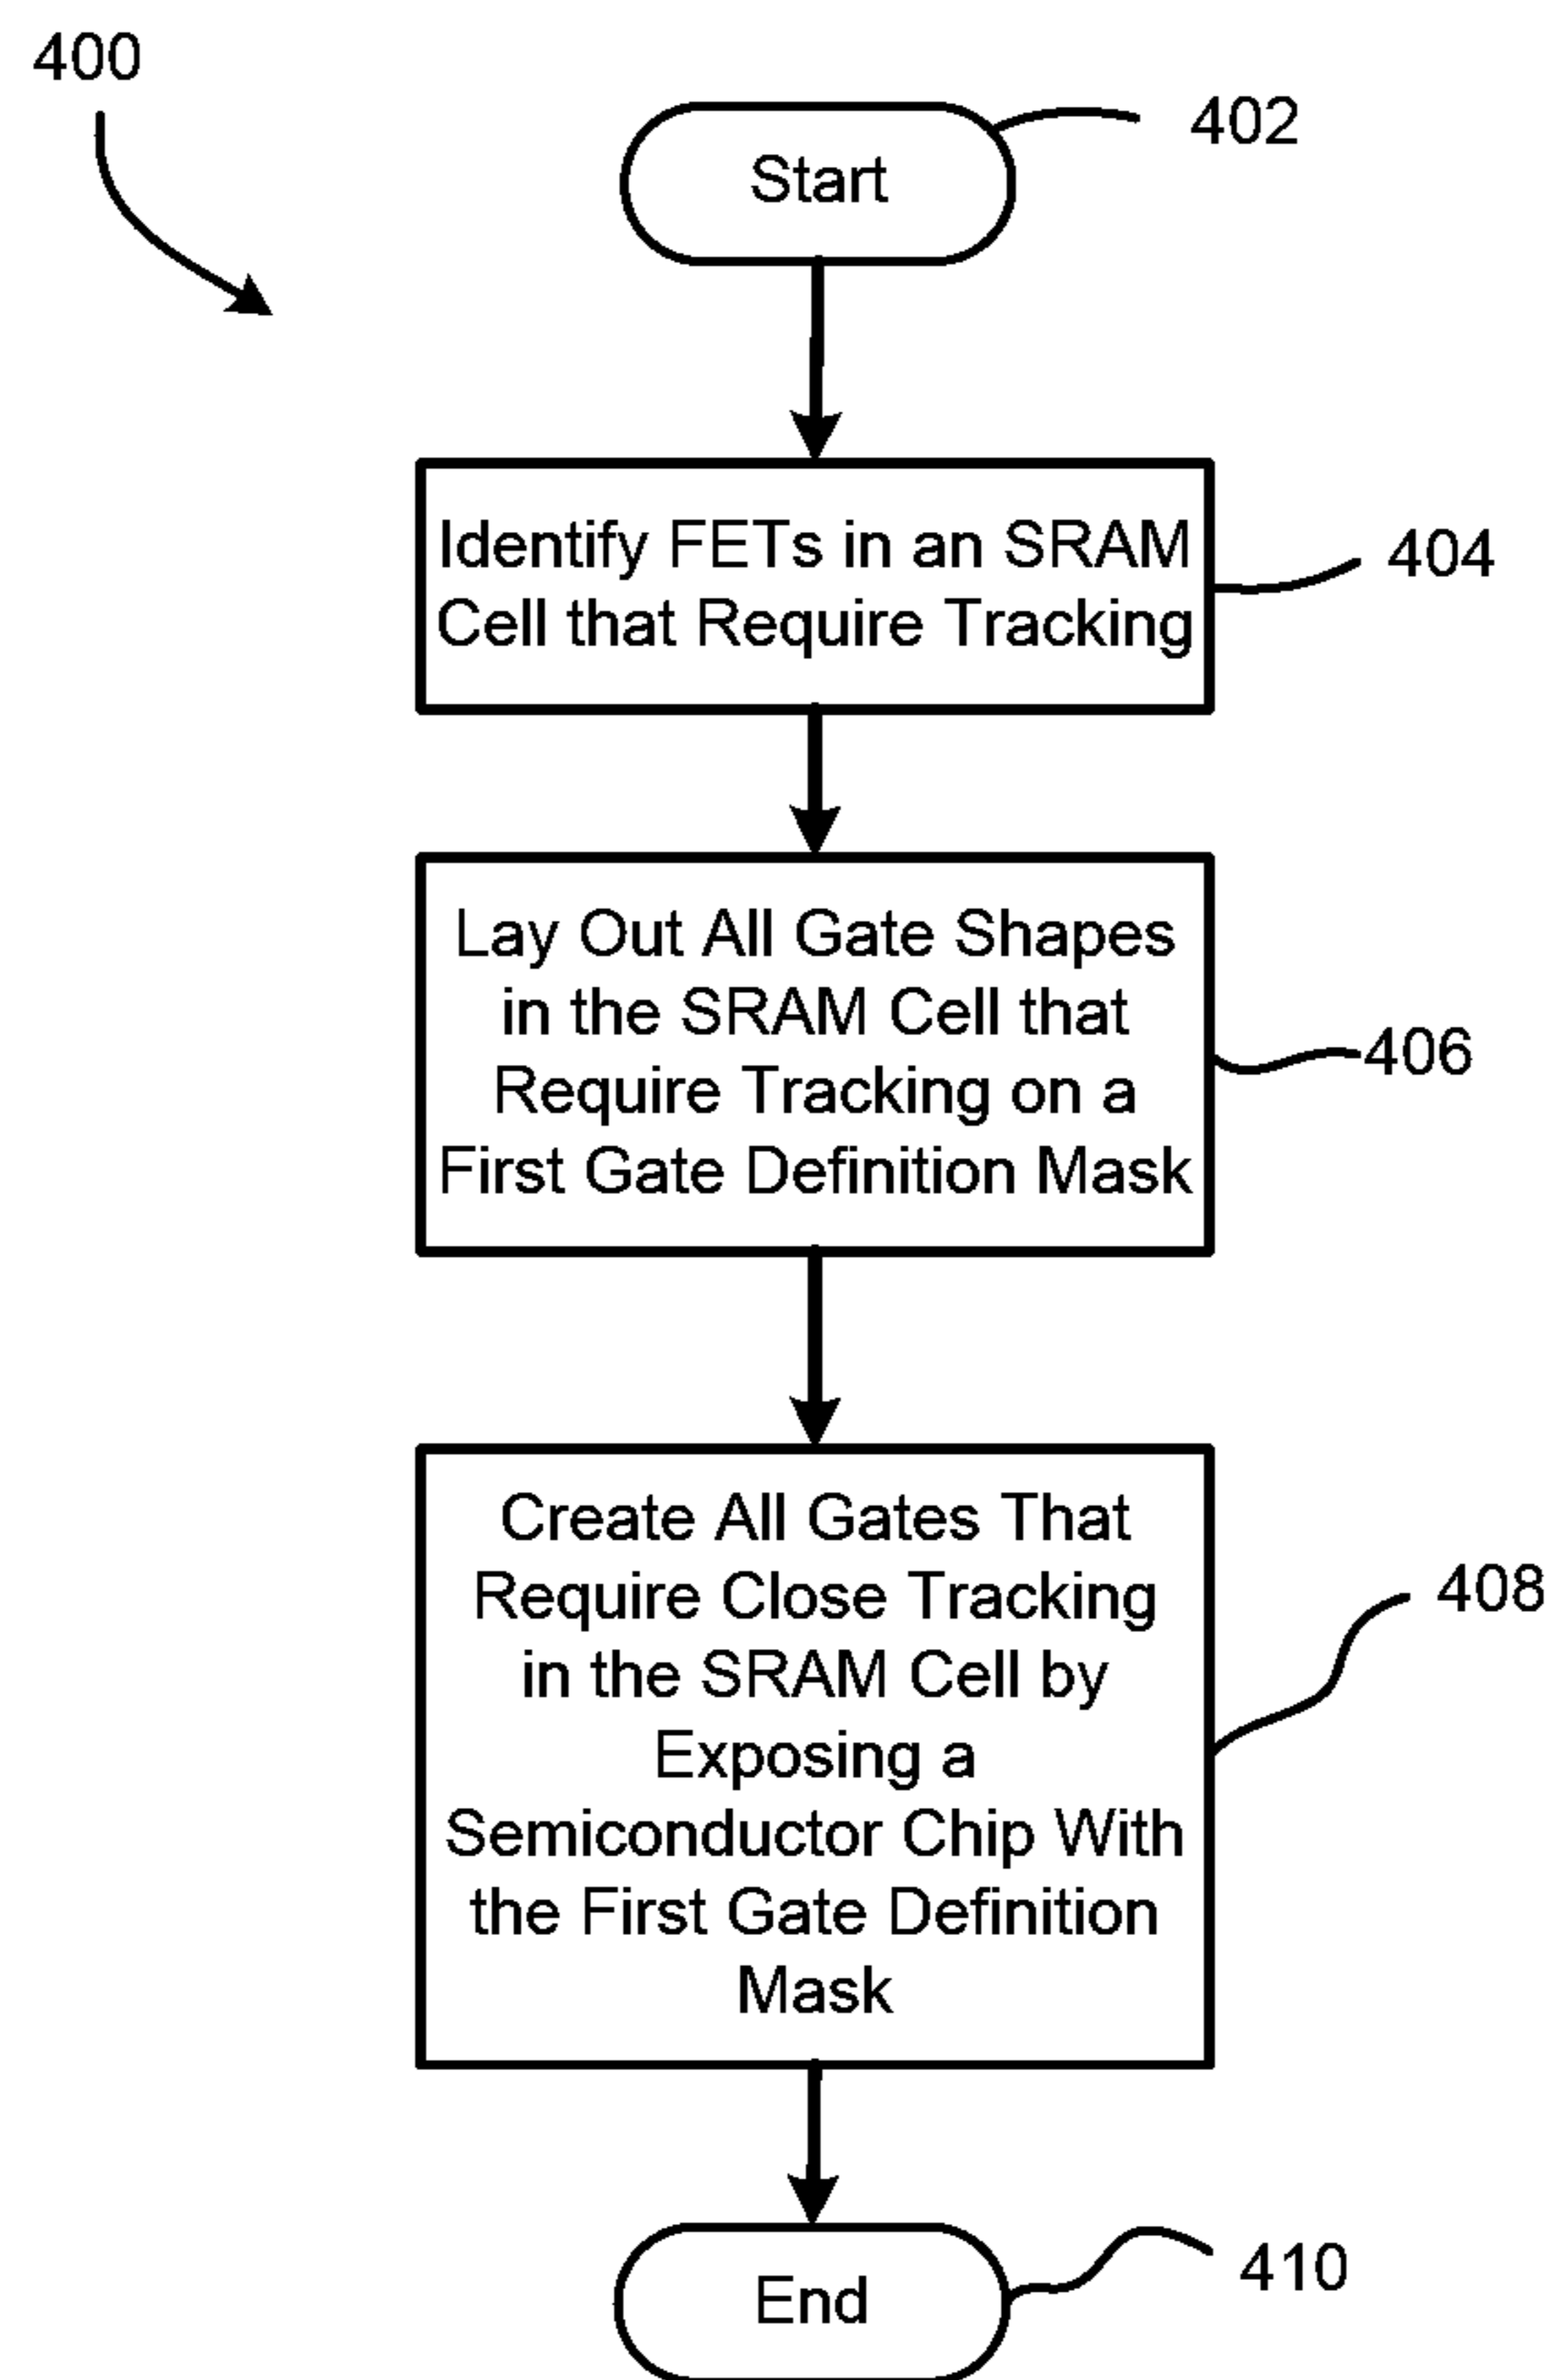 400
402
Start
Identify FETs in an SRAM
Cell that Require Tracking
404
Lay Out All Gate Shapes
in the SRAM Cell that
Require Tracking on a
First Gate Definition Mask
406
Create All Gates That
Require Close Tracking
in the SRAM Cell by
Exposing a
Semiconductor Chip With
the First Gate Definition
Mask
408
End
410